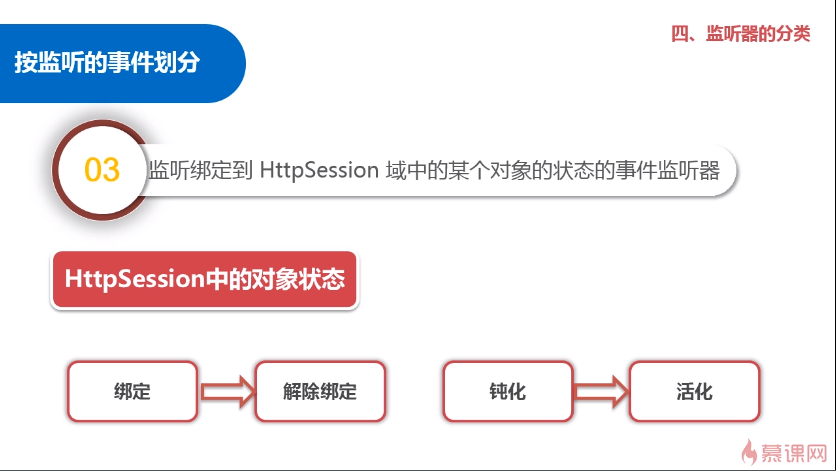 四、监听器的分类
按监听的事件划分
03
监听绑定到 HttpSession 域中的某个对象的状态的事件监听器
HttpSession中的对象状态
绑定
解除绑定
钝化
活化
慕课网